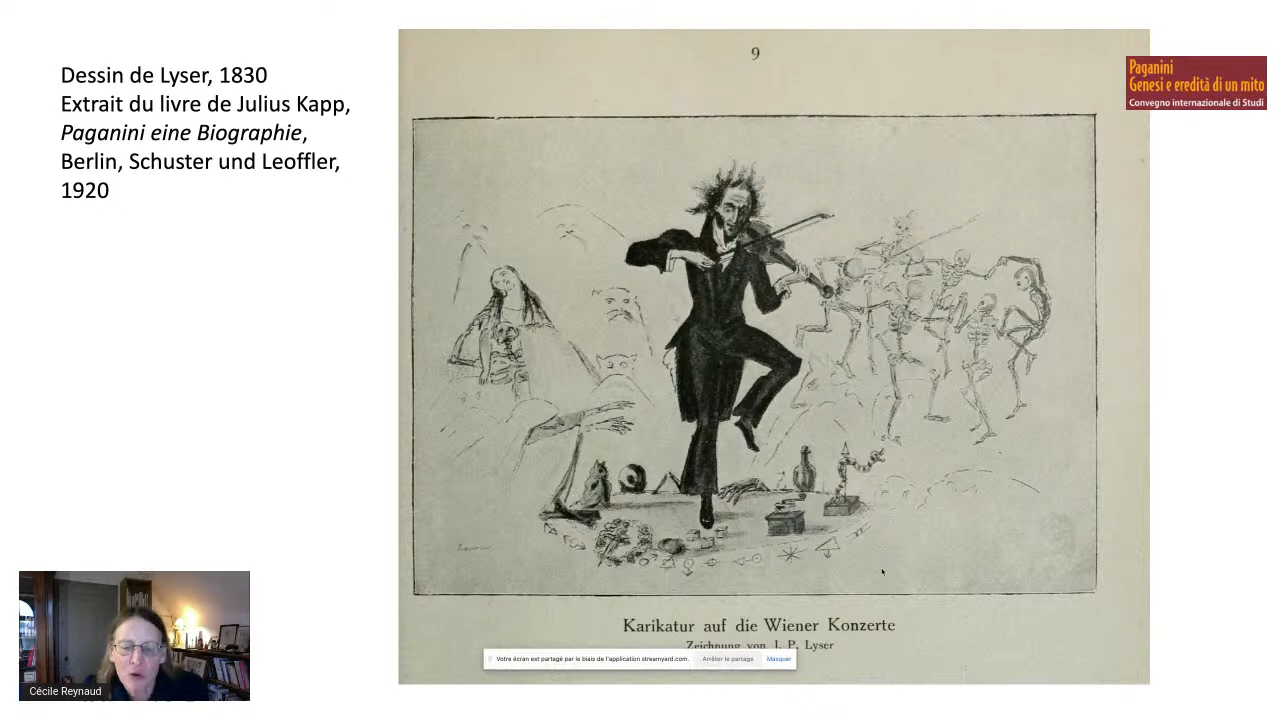 Dessin de Lyser, 1830
Extrait du livre de Julius Kapp,
Paganini eine Biographie,
Berlin, Schuster und Leoffler,
1920
9
Paganini
Genesi e eredità di un mito
Convegno internazionale di Studi
Karikatur auf die Wiener Konzerte
Zeichnung von J. P. Lyser
Votre écran est partagé par le biais de l'application streamyard.com. Arrêter le partage Masquer
Cécile Reynaud